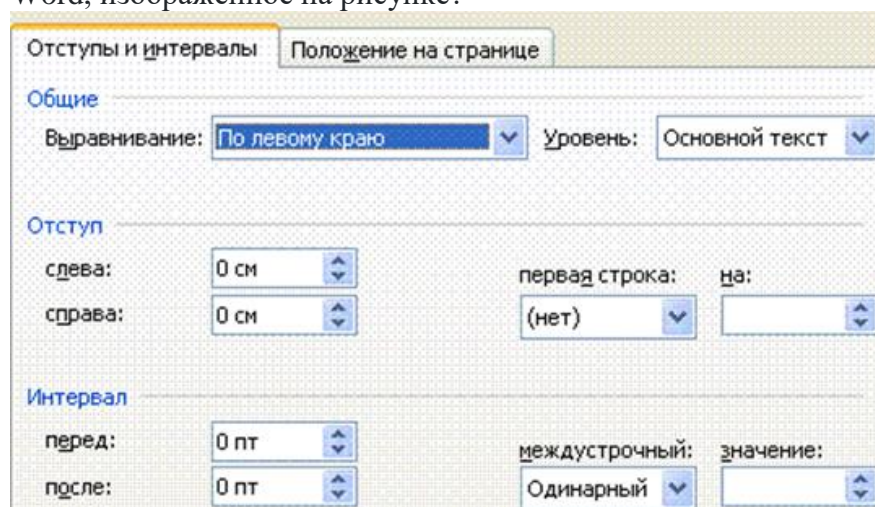 Word, изображенное на рисунке?
Отступы и интервалы Положение на странице
Общие
Выравнивание: По левому краю Уровень: Основной текст
Отступ
слева: 0 см первая строка: на:
справа: 0 см (нет)
Интервал
перед: 0 пт междустрочный: значение:
после: 0 пт Одинарный